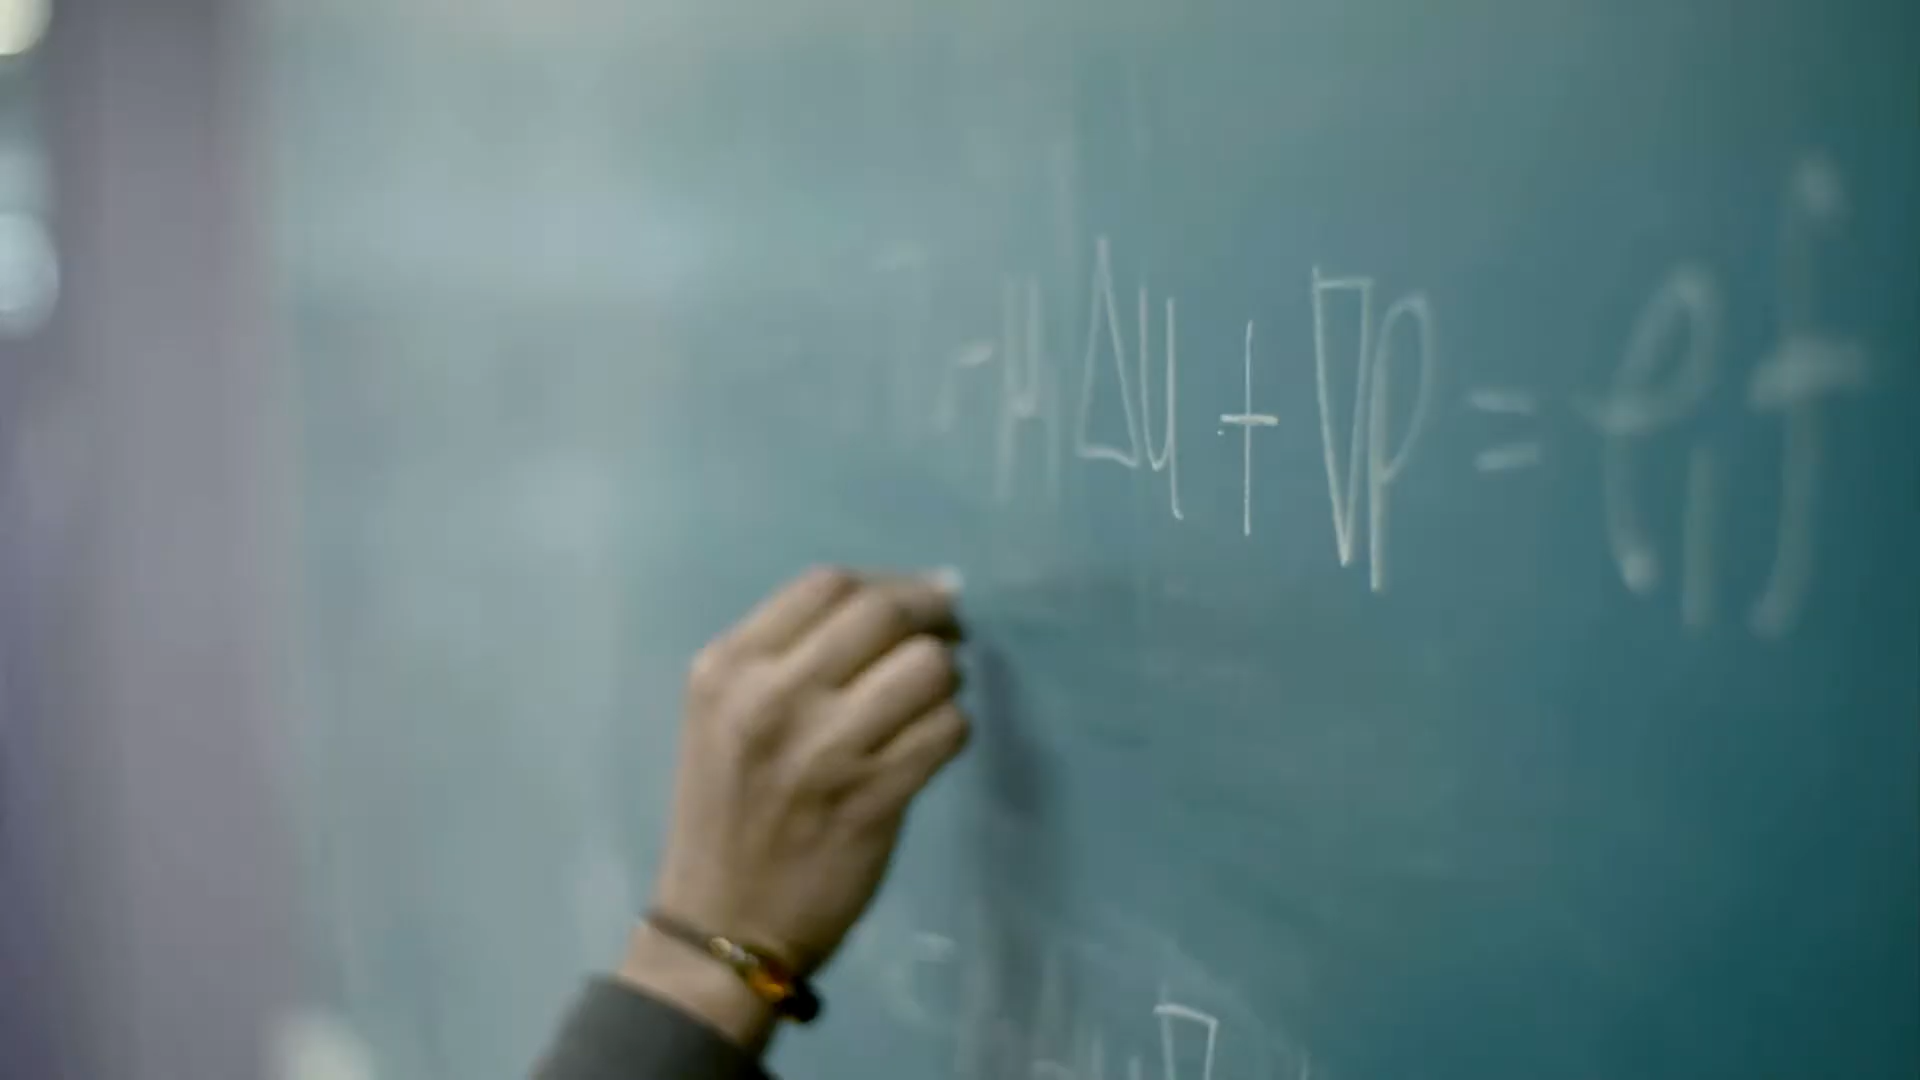 -μΔu + ∇p = ρf